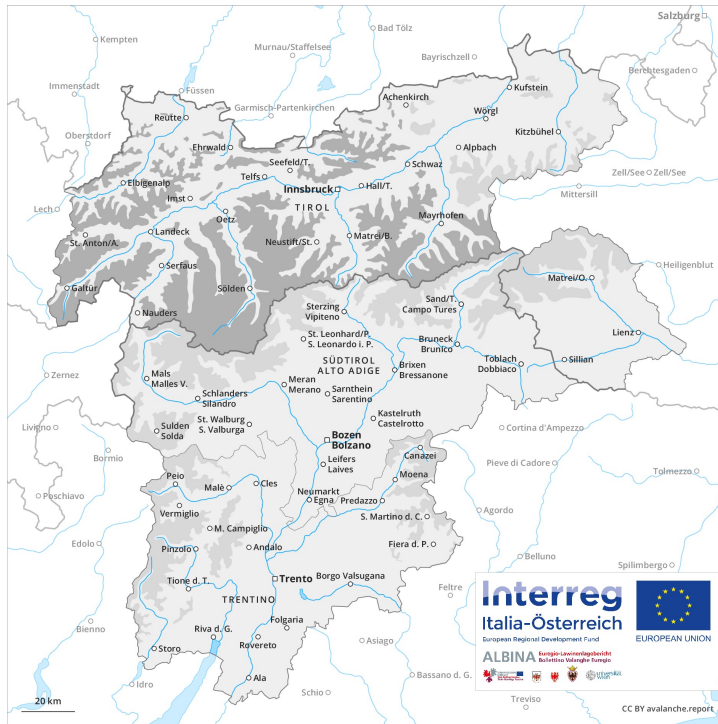 Salzburg
Bad Tölz
Kempten
Murnau/Staffelsee
Bayrischzell
Berchtesgaden
Immenstadt
Füssen
Kufstein
Achenkirch
Garmisch-Partenkirchen
Reutte
Wörgl
Oberstdorf
Kitzbühel
Ehrwald
Alpbach
Seefeld/T.
Schwaz
Zell/See
Zell/See
Telfs
Elbigenalp
Innsbruck
Hall/T.
Mittersill
Imst
TIROL
Lech
Oetz
Mayrhofen
Landeck
Matrei/B.
St. Anton/A.
Neustift/St.
Serfaus
Heiligenblut
Matrei/O.
Galtür
Sölden
Sand/T.
Campo Tures
Nauders
Sterzing
Vipiteno
Lienz
St. Leonhard/P.
S. Leonardo i. P.
Bruneck
Brunico
SÜDTIROL
ALTO ADIGE
Toblach
Dobbiaco
Sillian
Brixen
Bressanone
Zernez
Mals
Malles V.
Meran
Merano
Sarnthein
Sarentino
Schlanders
Silandro
Kastelruth
Castelrotto
St. Walburg
S. Valburga
Livigno
Sulden
Solda
Cortina d'Ampezzo
Bozen
Bolzano
Bormio
Canazei
Leifers
Laives
Pieve di Cadore
Tolmezzo
Peio
Moena
Malè
Cles
Poschiavo
Neumarkt
Egna
Predazzo
Vermiglio
Agordo
S. Martino d. C.
M. Campiglio
Edolo
Fiera d. P.
Pinzolo
Andalo
Belluno
Spilimbergo
Trento
Borgo Valsugana
Tione d. T.
Feltre
TRENTINO
Folgaria
Bienno
Riva d. G.
Rovereto
Asiago
Storo
Ala
Bassano d. G.
Idro
Schio
Treviso
20 km
Interreg
Italia-Österreich
European Regional Development Fund
EUROPEAN UNION
ALBINA
Euregio-Lawinenlagebericht
Bollettino Valanghe Euregio
universität
wien
CC BY avalanche.report